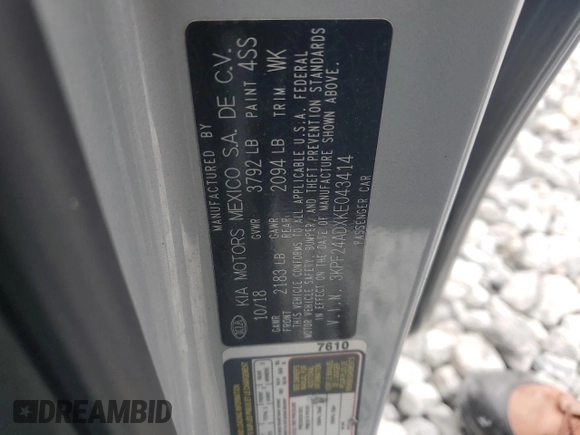 MANUFACTURED BY
KIA KIA MOTORS MEXICO S.A. DE C.V.
10/18 GVWR 3792 LB PAINT 4SS
GAWR FRONT 2183 LB GAWR REAR 2094 LB TRIM WK
THIS VEHICLE CONFORMS TO ALL APPLICABLE U.S.A. FEDERAL
MOTOR VEHICLE SAFETY, BUMPER, AND THEFT PREVENTION STANDARDS
IN EFFECT ON THE DATE OF MANUFACTURE SHOWN ABOVE.
V.I.N. 3KPF24ADXKE043414
PASSENGER CAR
7610
DREAMBID